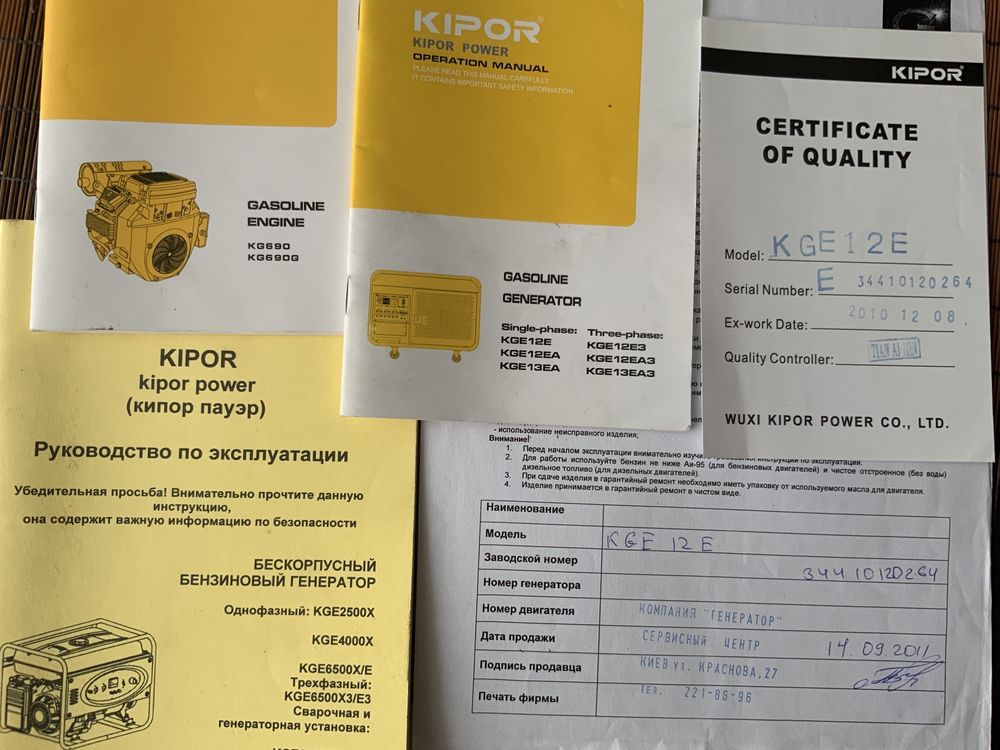 GASOLINE
ENGINE
KG690
KG690G
KIPOR®
KIPOR POWER
OPERATION MANUAL
PLEASE READ THIS MANUAL CAREFULLY.
IT CONTAINS IMPORTANT SAFETY INFORMATION
GASOLINE
GENERATOR
Single-phase:
KGE12E
KGE12EA
KGE13EA
Three-phase:
KGE12E3
KGE12EA3
KGE13EA3
KIPOR®
CERTIFICATE
OF QUALITY
Model: KGE12E
Serial Number: E 34410120264
Ex-work Date: 2010 12 08.
Quality Controller: TIAN AI MIN
WUXI KIPOR POWER CO., LTD.
KIPOR
kipor power
(кипор пауэр)
Руководство по эксплуатации
Убедительная просьба! Внимательно прочтите данную
инструкцию,
она содержит важную информацию по безопасности
БЕСКОРПУСНЫЙ
БЕНЗИНОВЫЙ ГЕНЕРАТОР
Однофазный: KGE2500X
KGE4000X
KGE6500X/E
Трехфазный:
KGE6500X3/E3
Сварочная и
генераторная установка:
- использование неисправного изделия;
Внимание!
1. Перед началом эксплуатации внимательно изучить инструкции по эксплуатации.
2. Для работы используйте бензин не ниже Аи-95 (для бензиновых двигателей) и чистое отстроенное (без воды)
дизельное топливо (для дизельных двигателей).
3. При сдаче изделия в гарантийный ремонт необходимо иметь упаковку от используемого масла для двигателя.
4. Изделие принимается в гарантийный ремонт в чистом виде.
Наименование
Модель KGE 12 E
Заводской номер 34410120264
Номер генератора
Номер двигателя КОМПАНИЯ "ГЕНЕРАТОР"
Дата продажи СЕРВИСНЫЙ ЦЕНТР 14.09.2011
Подпись продавца КИЕВ ул. КРАСНОВА,27
Печать фирмы тел. 221-86-96